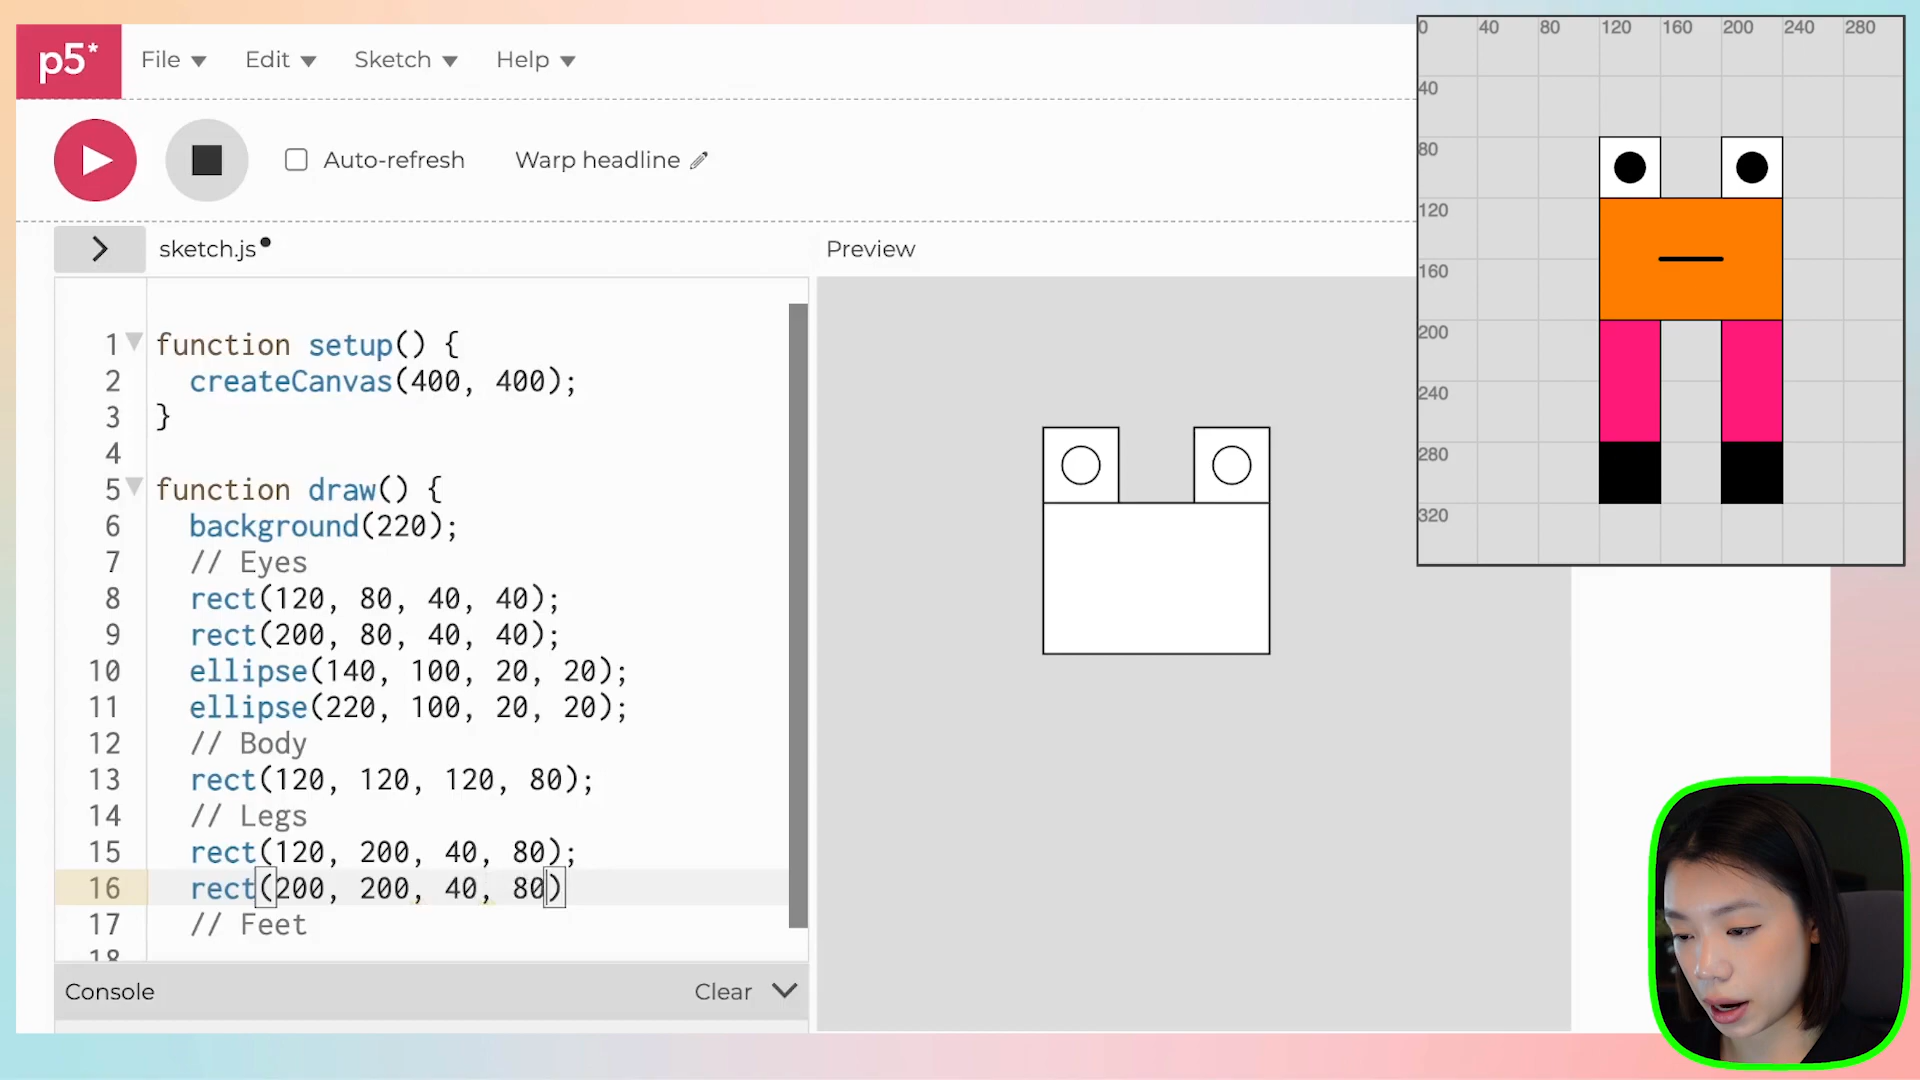 p5* File Edit Sketch Help
Auto-refresh Warp headline
sketch.js Preview
1 function setup() {
2 createCanvas(400, 400);
3 }
4
5 function draw() {
6 background(220);
7 // Eyes
8 rect(120, 80, 40, 40);
9 rect(200, 80, 40, 40);
10 ellipse(140, 100, 20, 20);
11 ellipse(220, 100, 20, 20);
12 // Body
13 rect(120, 120, 120, 80);
14 // Legs
15 rect(120, 200, 40, 80);
16 rect(200, 200, 40, 80)
17 // Feet
18
Console Clear
0 40 80 120 160 200 240 280
40
80
120
160
200
240
280
320